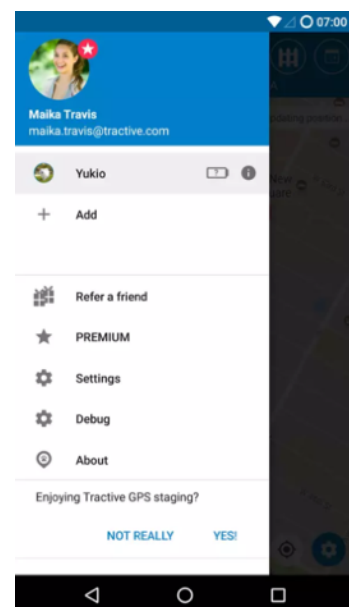 07:00
Maika Travis
maika.travis@tractive.com
Yukio
?
Add
Refer a friend
PREMIUM
Settings
Debug
About
Enjoying Tractive GPS staging?
NOT REALLY YES!
New